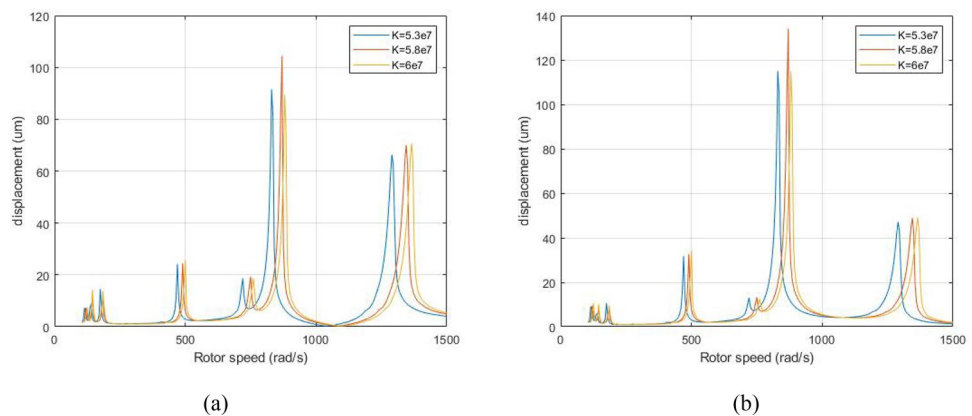 120
100
80
60
40
20
0
displacement (um)
0
500
1000
1500
Rotor speed (rad/s)
K=5.3e7
K=5.8e7
K=6e7
(a)
140
120
100
80
60
40
20
0
displacement (um)
0
500
1000
1500
Rotor speed (rad/s)
K=5.3e7
K=5.8e7
K=6e7
(b)